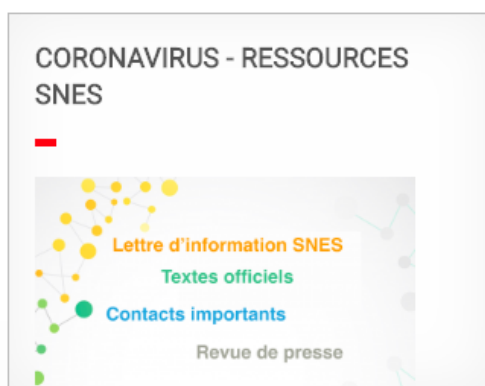 CORONAVIRUS - RESSOURCES
SNES
Lettre d'information SNES
Textes officiels
Contacts importants
Revue de presse